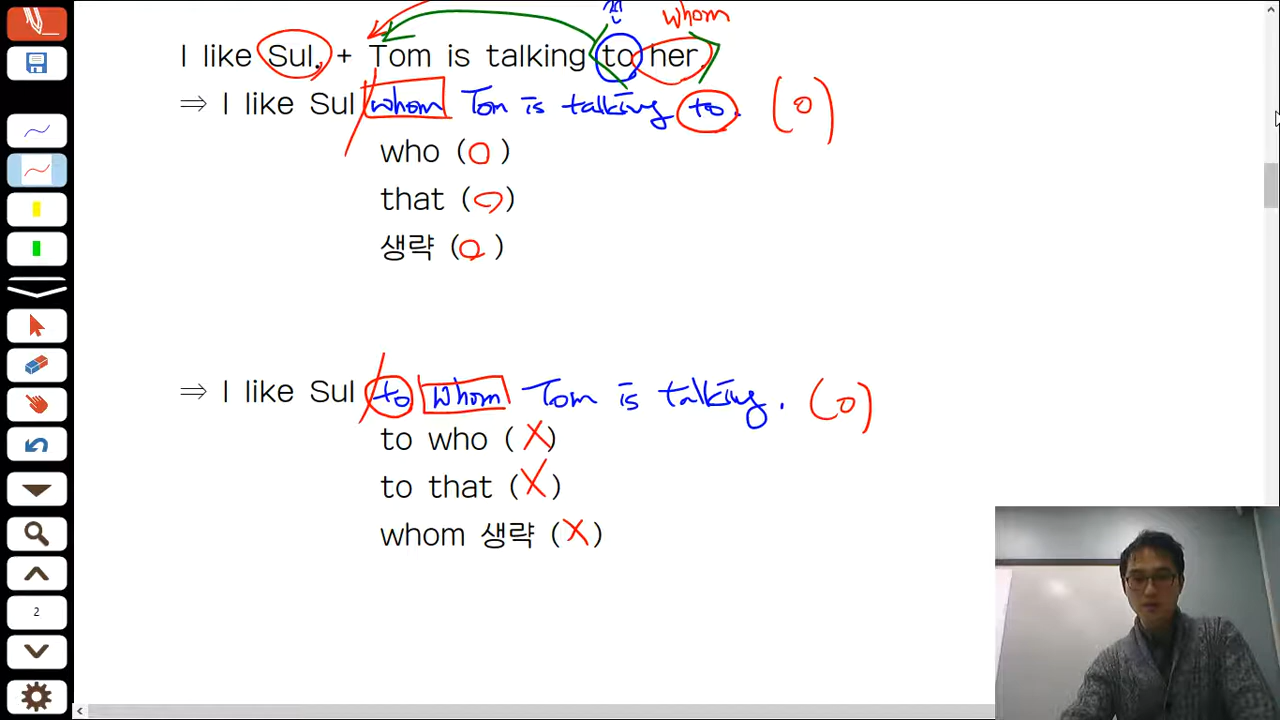 whom
I like Sul. + Tom is talking to her.
⇒ I like Sul whom Tom is talking to. (O)
who (O)
that (O)
생략 (O)
⇒ I like Sul to whom Tom is talking. (O)
to who (X)
to that (X)
whom 생략 (X)
2